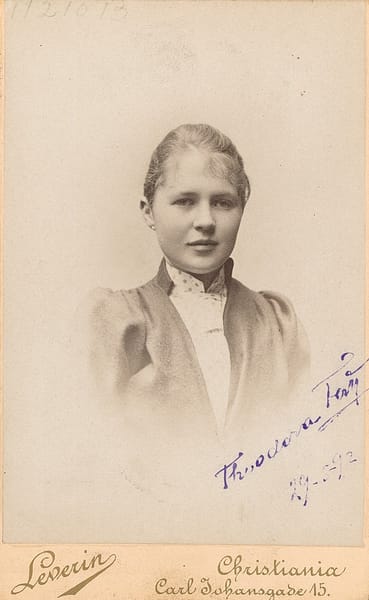 Theodora
29-5-92
Leverin
Christiania
Carl Johansgade 15.